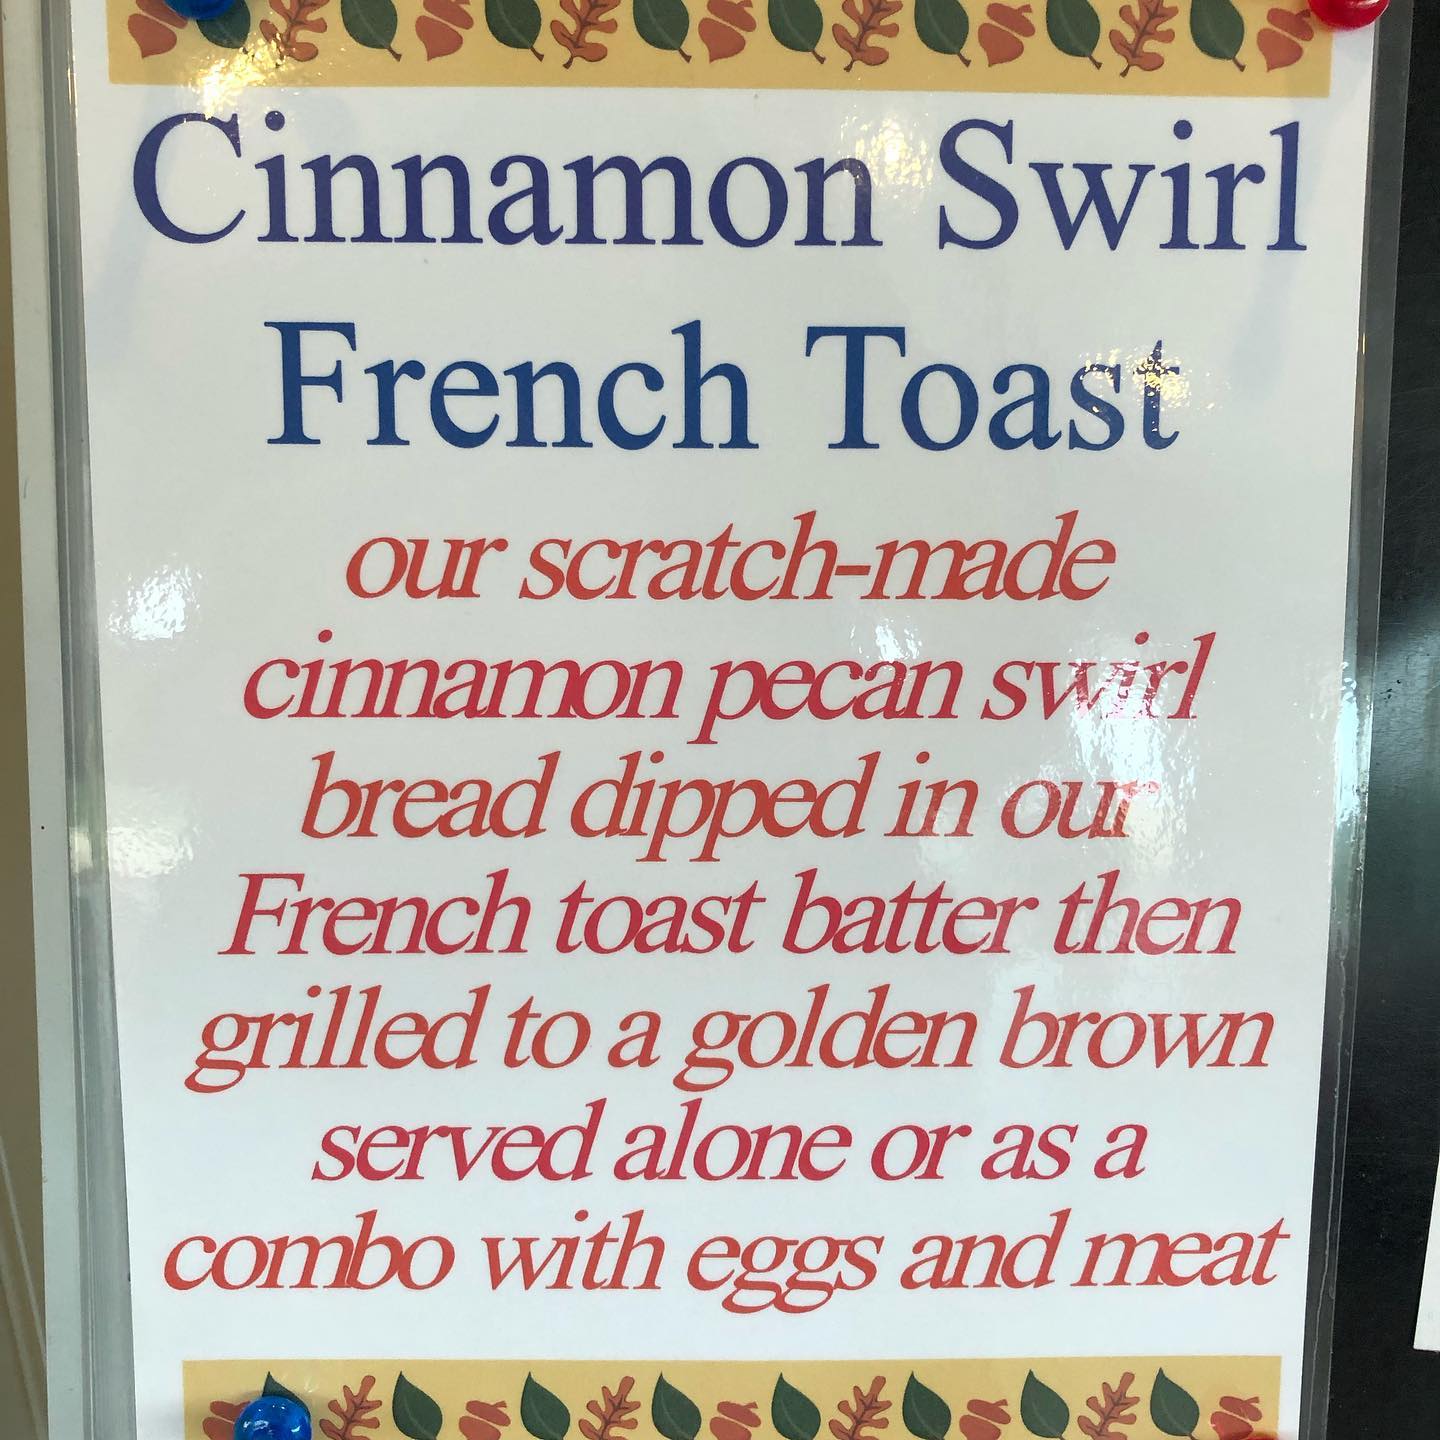 Cinnamon Swirl
French Toast
our scratch-made
cinnamon pecan swirl
bread dipped in our
French toast batter then
grilled to a golden brown
served alone or as a
combo with eggs and meat